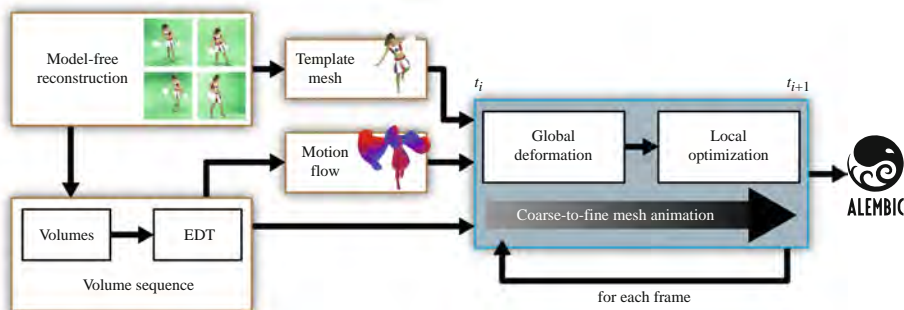 Model-free
reconstruction
Template
mesh
Motion
flow
Volumes
EDT
Volume sequence
t_i
t_{i+1}
Global
deformation
Local
optimization
Coarse-to-fine mesh animation
for each frame
ALEMBIC